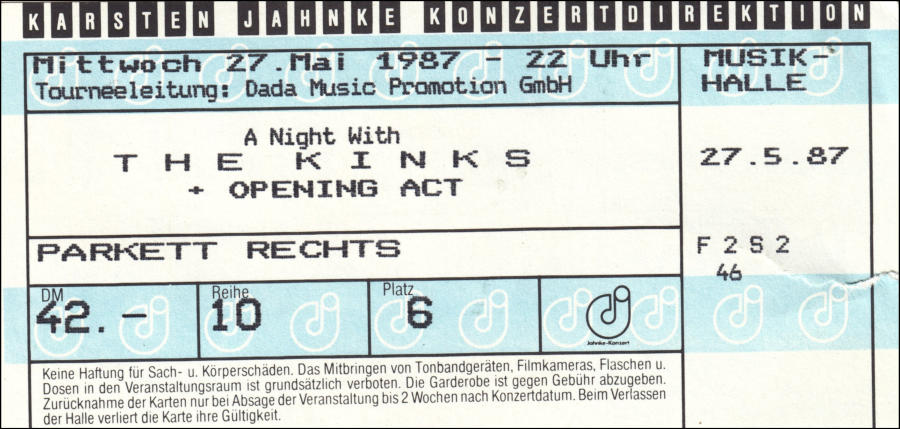 KARSTEN JAHNKE KONZERTDIREKTION
Mittwoch 27.Mai 1987 - 22 Uhr
Tourneeleitung: Dada Music Promotion GmbH
A Night With
THE KINKS
+ OPENING ACT
PARKETT RECHTS
DM 42.-
Reihe 10
Platz 6
Jahnke-Konzert
Keine Haftung für Sach- u. Körperschäden. Das Mitbringen von Tonbandgeräten, Filmkameras, Flaschen u.
Dosen in den Veranstaltungsraum ist grundsätzlich verboten. Die Garderobe ist gegen Gebühr abzugeben.
Zurücknahme der Karten nur bei Absage der Veranstaltung bis 2 Wochen nach Konzertdatum. Beim Verlassen
der Halle verliert die Karte ihre Gültigkeit.
MUSIK-
HALLE
27.5.87
F 2 S 2
46